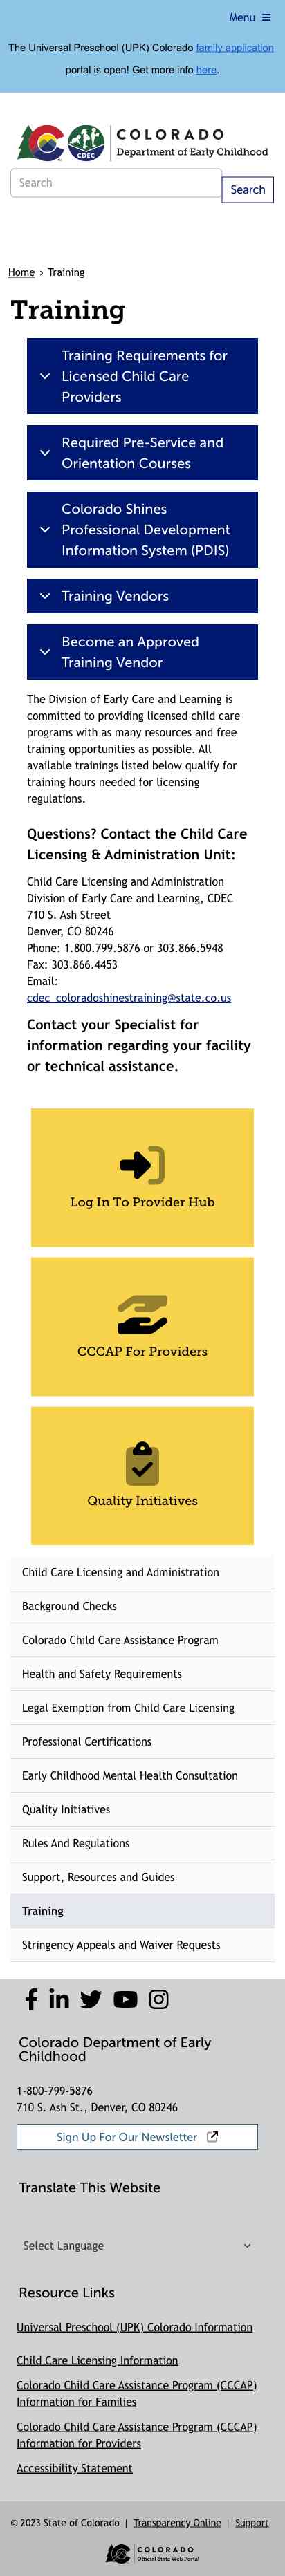 Menu
The Universal Preschool (UPK) Colorado family application
portal is open! Get more info here.
CDEC
COLORADO
Department of Early Childhood
Search
Search
Home › Training
Training
Training Requirements for
Licensed Child Care
Providers
Required Pre-Service and
Orientation Courses
Colorado Shines
Professional Development
Information System (PDIS)
Training Vendors
Become an Approved
Training Vendor
The Division of Early Care and Learning is
committed to providing licensed child care
programs with as many resources and free
training opportunities as possible. All
available trainings listed below qualify for
training hours needed for licensing
regulations.
Questions? Contact the Child Care
Licensing & Administration Unit:
Child Care Licensing and Administration
Division of Early Care and Learning, CDEC
710 S. Ash Street
Denver, CO 80246
Phone: 1.800.799.5876 or 303.866.5948
Fax: 303.866.4453
Email:
cdec_coloradoshinestraining@state.co.us
Contact your Specialist for
information regarding your facility
or technical assistance.
Log In To Provider Hub
CCCAP For Providers
Quality Initiatives
Child Care Licensing and Administration
Background Checks
Colorado Child Care Assistance Program
Health and Safety Requirements
Legal Exemption from Child Care Licensing
Professional Certifications
Early Childhood Mental Health Consultation
Quality Initiatives
Rules And Regulations
Support, Resources and Guides
Training
Stringency Appeals and Waiver Requests
Colorado Department of Early
Childhood
1-800-799-5876
710 S. Ash St., Denver, CO 80246
Sign Up For Our Newsletter
Translate This Website
Select Language
Resource Links
Universal Preschool (UPK) Colorado Information
Child Care Licensing Information
Colorado Child Care Assistance Program (CCCAP)
Information for Families
Colorado Child Care Assistance Program (CCCAP)
Information for Providers
Accessibility Statement
© 2023 State of Colorado | Transparency Online | Support
COLORADO
Official State Web Portal